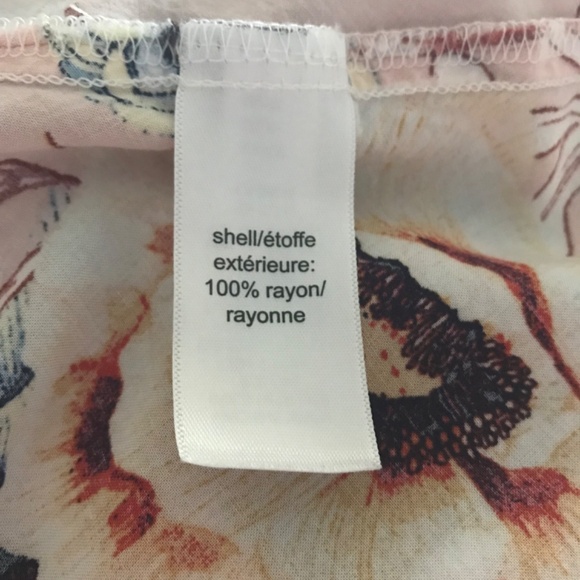 shell/étoffe
extérieure:
100% rayon/
rayonne